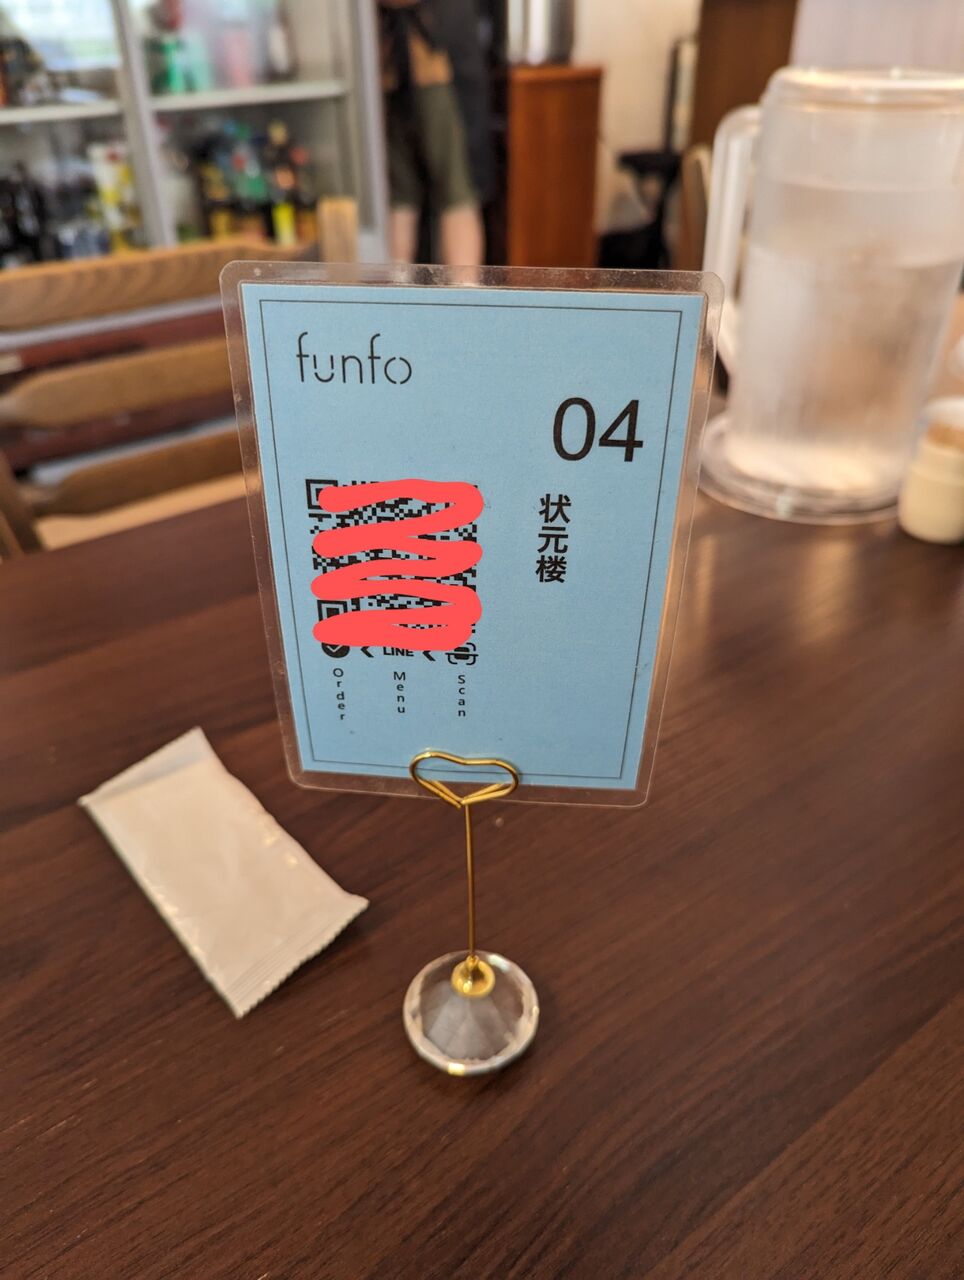 funfo
04
状元楼
LINE
Order
Menu
Scan